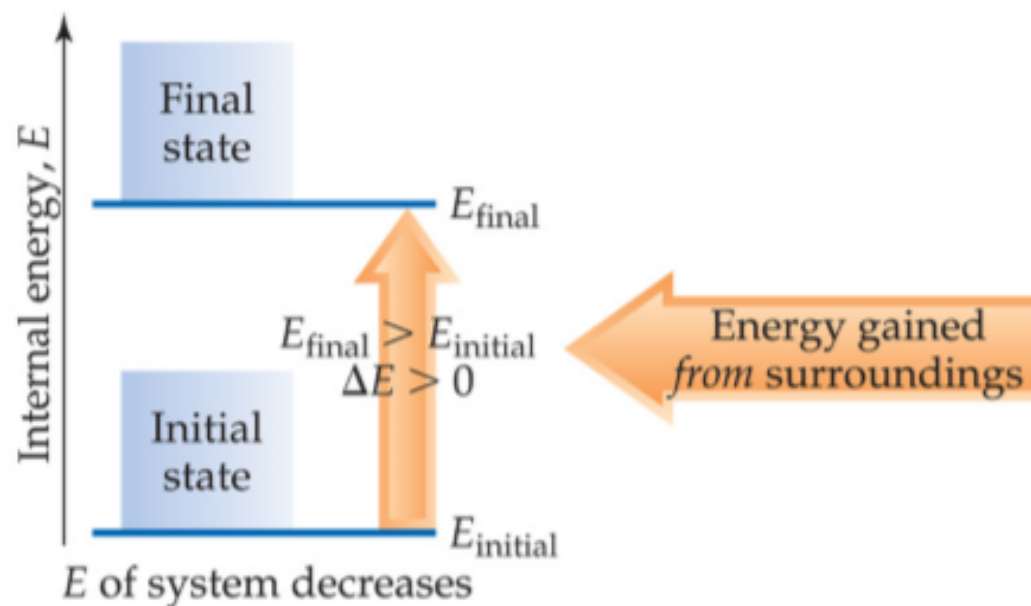 Internal energy, E
Final
state
E_final
E_final > E_initial
ΔE > 0
Energy gained
from surroundings
Initial
state
E_initial
E of system decreases